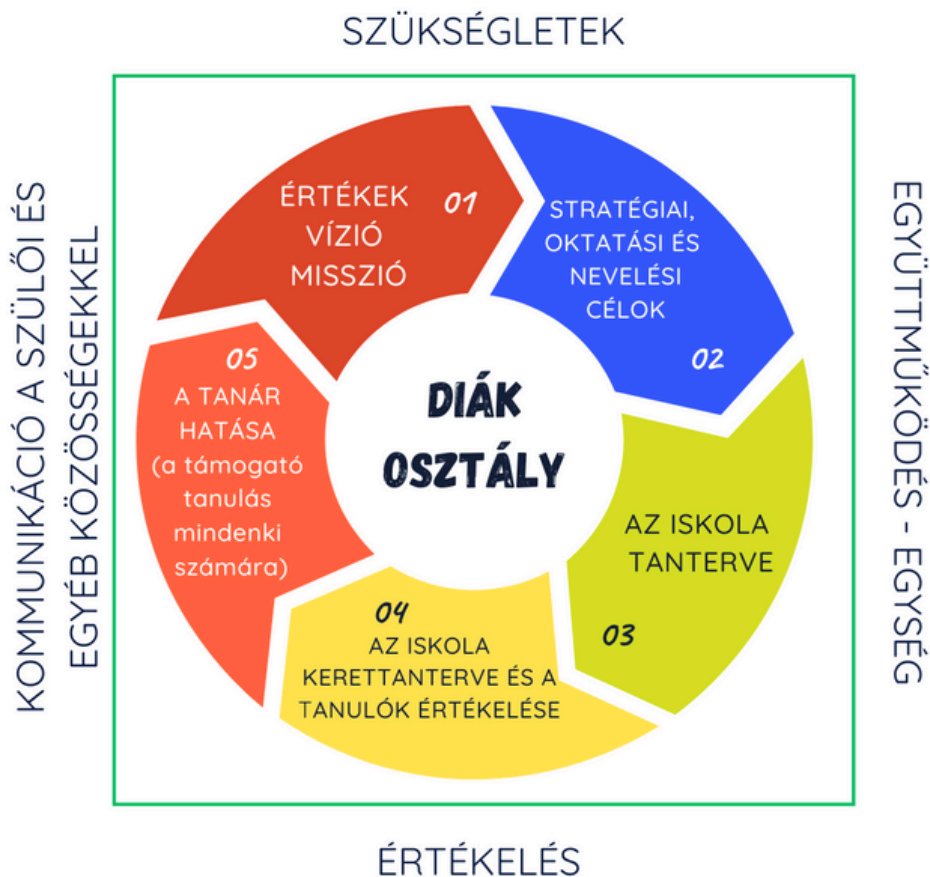 SZÜKSÉGLETEK
KOMMUNIKÁCIÓ A SZÜLŐI ÉS
EGYÉB KÖZÖSSÉGEKKEL
ÉRTÉKEK
VÍZIÓ
MISSZIÓ
01
STRATÉGIAI,
OKTATÁSI ÉS
NEVELÉSI
CÉLOK
02
AZ ISKOLA
TANTERVE
03
04
AZ ISKOLA
KERETTANTERVE ÉS A
TANULÓK ÉRTÉKELÉSE
05
A TANÁR
HATÁSA
(a támogató
tanulás
mindenki
számára)
DIÁK
OSZTÁLY
EGYÜTTMŰKÖDÉS - EGYSÉG
ÉRTÉKELÉS